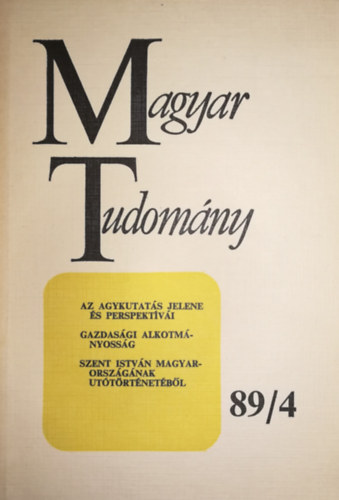 Magyar
Tudomány
AZ AGYKUTATÁS JELENE
ÉS PERSPEKTÍVÁI
GAZDASÁGI ALKOTMÁ-
NYOSSÁG
SZENT ISTVÁN MAGYAR-
ORSZÁGÁNAK
UTÓTÖRTÉNETÉBŐL
89/4